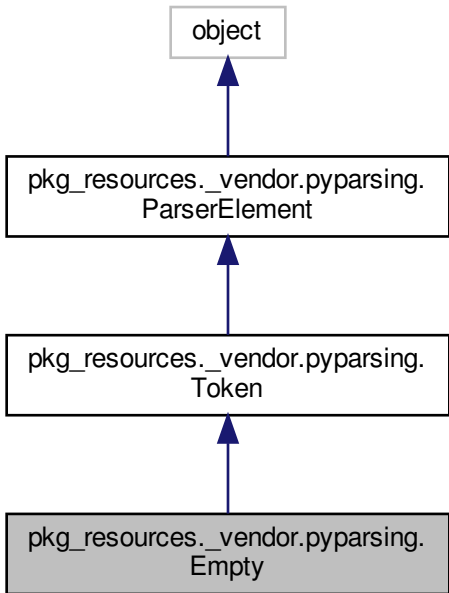 object
pkg_resources._vendor.pyparsing.
ParserElement
pkg_resources._vendor.pyparsing.
Token
pkg_resources._vendor.pyparsing.
Empty